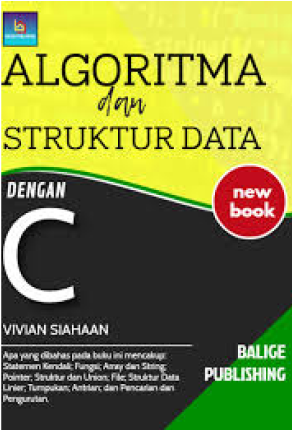 ALGORITMA
dan
STRUKTUR DATA
DENGAN
C
new
book
VIVIAN SIAHAAN
Apa yang dibahas pada buku ini mencakup:
Statemen Kendali; Fungsi; Array dan String;
Pointer; Struktur dan Union; File; Struktur Data
Linier; Tumpukan; Antrian; dan Pencarian dan
Pengurutan.
BALIGE
PUBLISHING